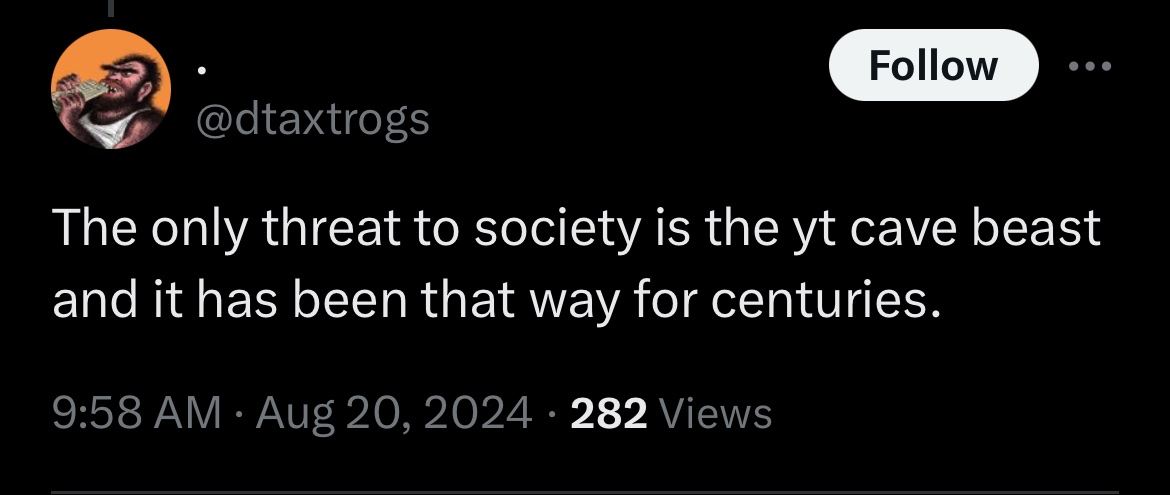 .
Follow
@dtaxtrogs
The only threat to society is the yt cave beast
and it has been that way for centuries.
9:58 AM · Aug 20, 2024 · 282 Views